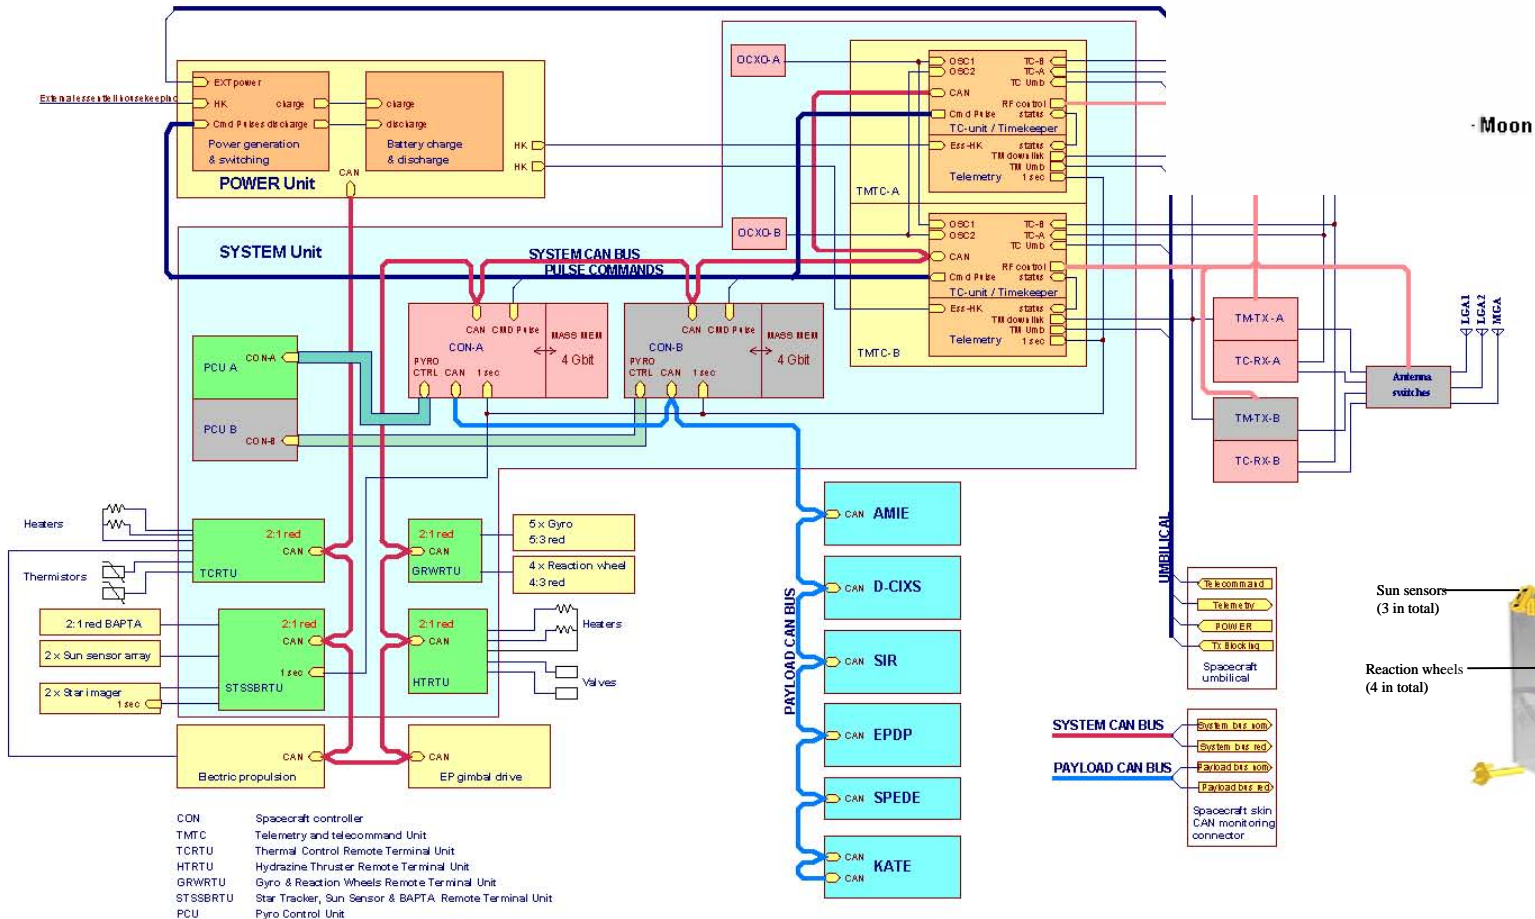 EXT power
HK
Cmd Pulses discharge
charge
Power generation
& switching
charge
discharge
Battery charge
& discharge
HK
HK
CAN
POWER Unit
OCXO-A
OSC1
OSC2
CAN
Cmd Pulse
TC-B
TC-A
TC Umb
RF control
status
TC-unit / Timekeeper
Ess-HK
status
TM downlink
TM Umb
Telemetry
1 sec
TMTC-A
- Moon
OCXO-B
OSC1
OSC2
CAN
Cmd Pulse
TC-B
TC-A
TC Umb
RF control
status
TC-unit / Timekeeper
Ess-HK
status
TM downlink
TM Umb
Telemetry
1 sec
TMTC-B
SYSTEM Unit
SYSTEM CAN BUS
PULSE COMMANDS
CAN
CMD Pulse
CON-A
MASS MEM
4 Gbit
PYRO
CTRL
CAN
1 sec
CAN
CMD Pulse
CON-B
MASS MEM
4 Gbit
PYRO
CTRL
CAN
1 sec
CON-A
PCU A
PCU B
CON-B
TM-TX-A
TC-RX-A
TM-TX-B
TC-RX-B
Antenna
switches
LGA1
LGA2
MGA
Heaters
Thermistors
2:1 red
CAN
TCRTU
2:1 red
CAN
GRWRTU
5 x Gyro
5:3 red
4 x Reaction wheel
4:3 red
2:1 red BAPTA
2 x Sun sensor array
2 x Star imager
1 sec
2:1 red
CAN
1 sec
STSSBRTU
2:1 red
CAN
HTRTU
Heaters
Valves
CAN
Electric propulsion
CAN
EP gimbal drive
PAYLOAD CAN BUS
CAN AMIE
CAN D-CIXS
CAN SIR
CAN EPDP
CAN SPEDE
CAN
KATE
CAN
UMBILICAL
Telecommand
Telemetry
POWER
Tx Blocking
Spacecraft
umbilical
SYSTEM CAN BUS
PAYLOAD CAN BUS
System bus nom
System bus red
Payload bus nom
Payload bus red
Spacecraft skin
CAN monitoring
connector
Sun sensors
(3 in total)
Reaction wheels
(4 in total)
CON Spacecraft controller
TMTC Telemetry and telecommand Unit
TCRTU Thermal Control Remote Terminal Unit
HTRTU Hydrazine Thruster Remote Terminal Unit
GRWRTU Gyro & Reaction Wheels Remote Terminal Unit
STSSBRTU Star Tracker, Sun Sensor & BAPTA Remote Terminal Unit
PCU Pyro Control Unit